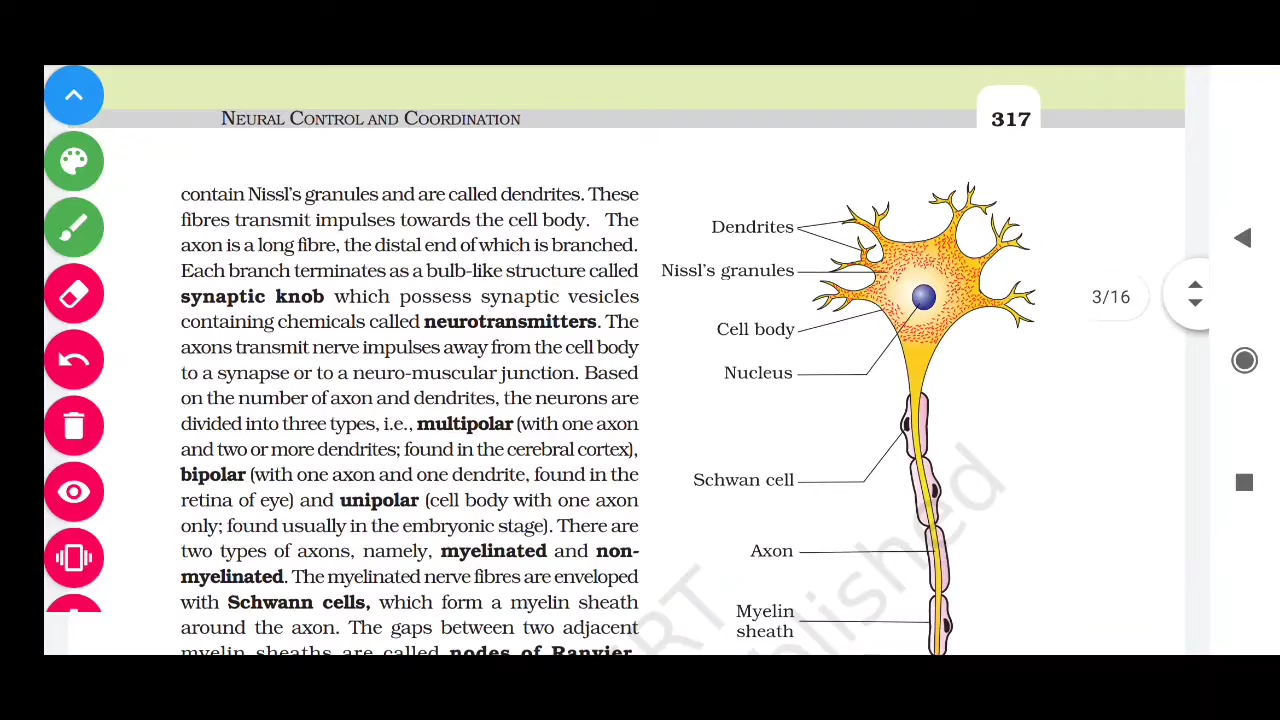 NEURAL CONTROL AND COORDINATION
317
contain Nissl's granules and are called dendrites. These
fibres transmit impulses towards the cell body. The
axon is a long fibre, the distal end of which is branched.
Each branch terminates as a bulb-like structure called
synaptic knob which possess synaptic vesicles
containing chemicals called neurotransmitters. The
axons transmit nerve impulses away from the cell body
to a synapse or to a neuro-muscular junction. Based
on the number of axon and dendrites, the neurons are
divided into three types, i.e., multipolar (with one axon
and two or more dendrites; found in the cerebral cortex),
bipolar (with one axon and one dendrite, found in the
retina of eye) and unipolar (cell body with one axon
only; found usually in the embryonic stage). There are
two types of axons, namely, myelinated and non-
myelinated. The myelinated nerve fibres are enveloped
with Schwann cells, which form a myelin sheath
around the axon. The gaps between two adjacent
myelin sheaths are called nodes of Ranvier.
Dendrites
Nissl's granules
Cell body
Nucleus
Schwan cell
Axon
Myelin
sheath
3/16